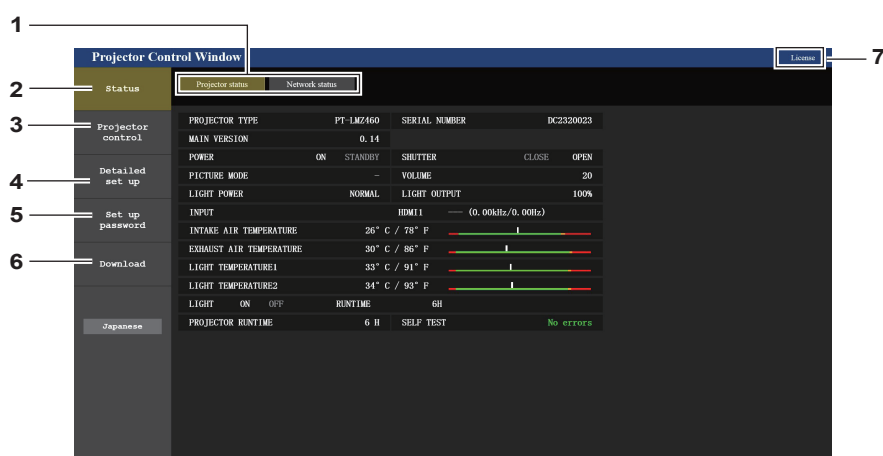 1
Projector Control Window
License
7
2
Status
Projector status Network status
3
Projector
control
4
Detailed
set up
5
Set up
password
6
Download
Japanese
PROJECTOR TYPE PT-LMZ460 SERIAL NUMBER DC2320023
MAIN VERSION 0.14
POWER ON STANDBY SHUTTER CLOSE OPEN
PICTURE MODE – VOLUME 20
LIGHT POWER NORMAL LIGHT OUTPUT 100%
INPUT HDMI1 --- (0.00kHz/0.00Hz)
INTAKE AIR TEMPERATURE 26° C / 78° F
EXHAUST AIR TEMPERATURE 30° C / 86° F
LIGHT TEMPERATURE1 33° C / 91° F
LIGHT TEMPERATURE2 34° C / 93° F
LIGHT ON OFF RUNTIME 6H
PROJECTOR RUNTIME 6 H SELF TEST No errors